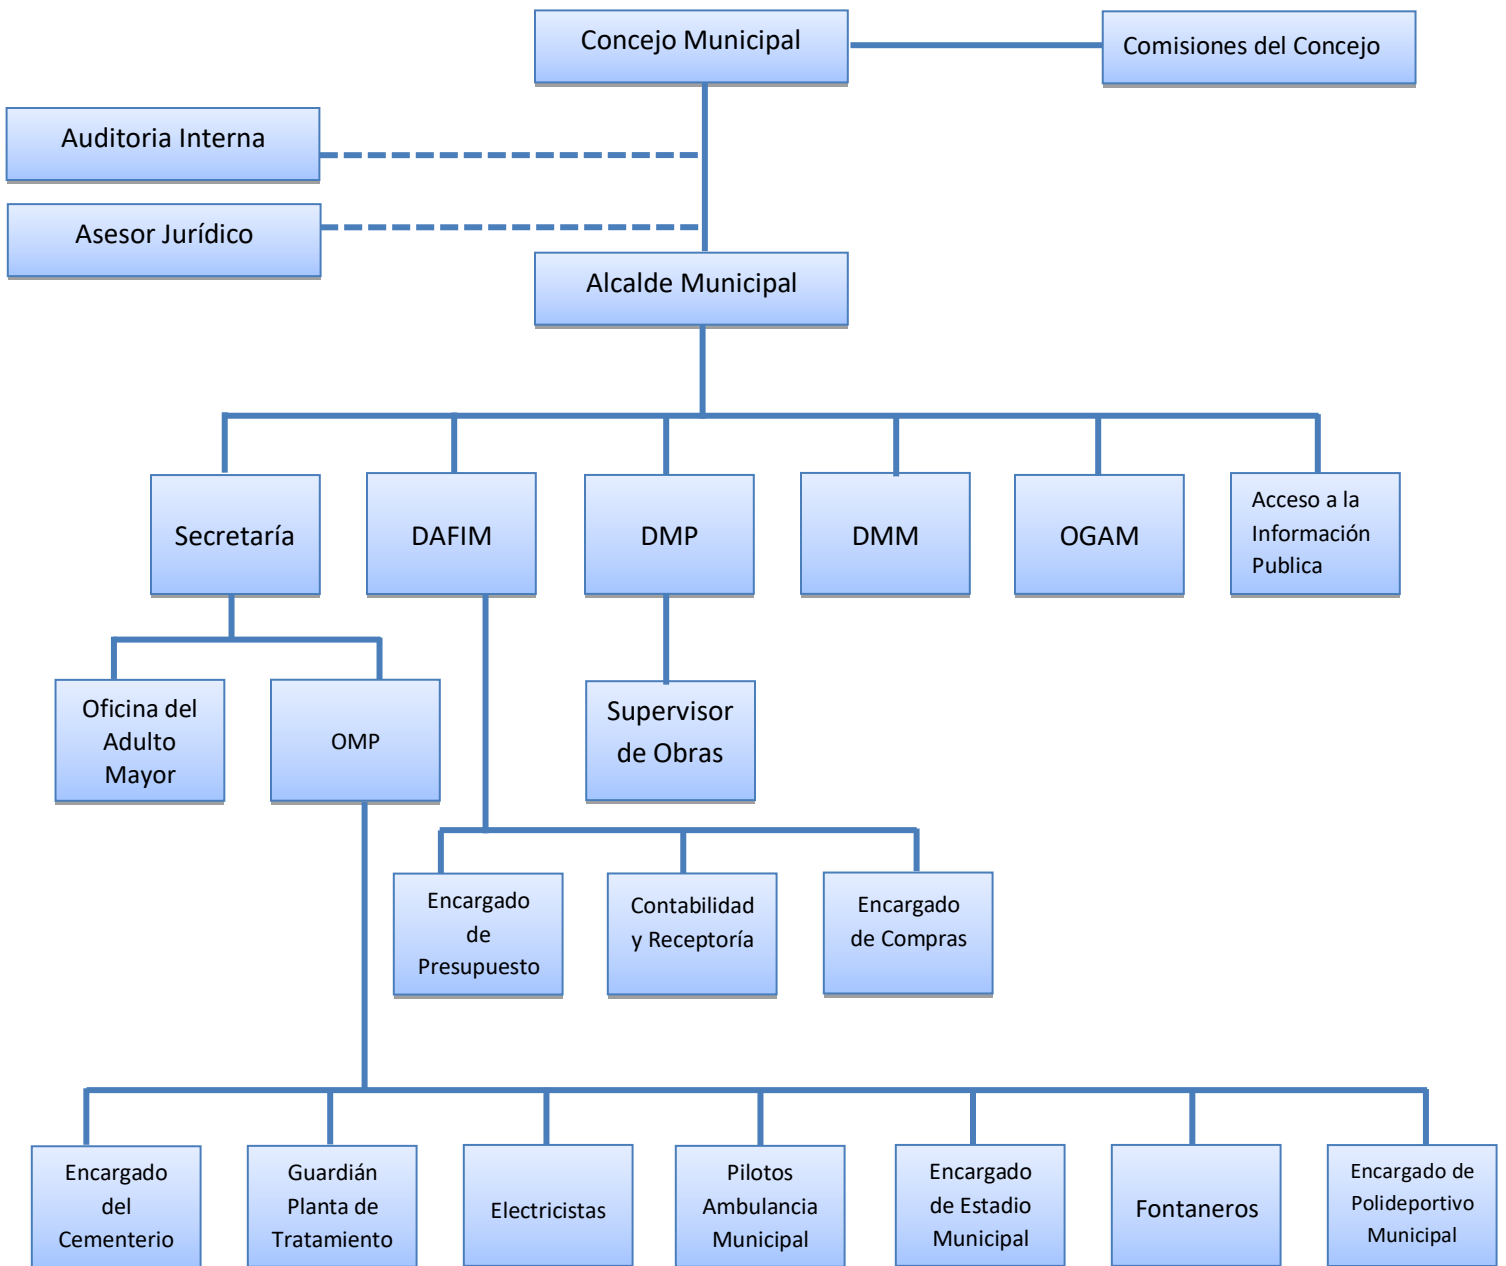 Concejo Municipal
Comisiones del Concejo
Auditoria Interna
Asesor Jurídico
Alcalde Municipal
Secretaría
DAFIM
DMP
DMM
OGAM
Acceso a la
Información
Publica
Oficina del
Adulto
Mayor
OMP
Supervisor
de Obras
Encargado
de
Presupuesto
Contabilidad
y Receptoría
Encargado
de Compras
Encargado
del
Cementerio
Guardián
Planta de
Tratamiento
Electricistas
Pilotos
Ambulancia
Municipal
Encargado
de Estadio
Municipal
Fontaneros
Encargado de
Polideportivo
Municipal